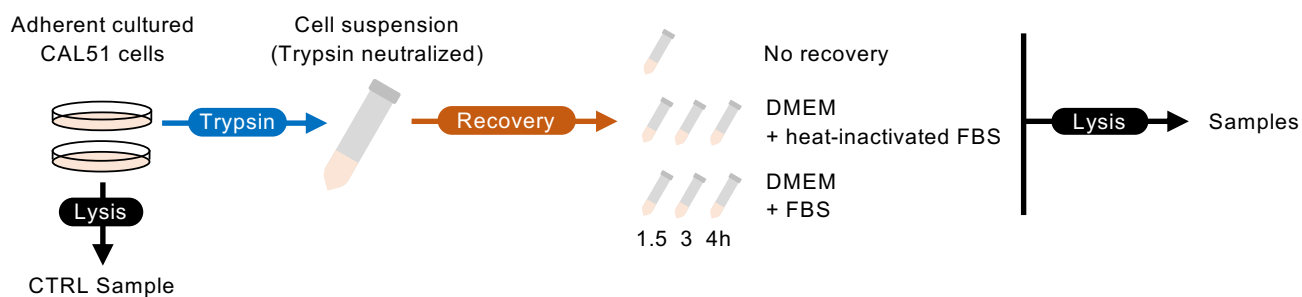 Adherent cultured
CAL51 cells
Cell suspension
(Trypsin neutralized)
No recovery
Trypsin
Recovery
DMEM
+ heat-inactivated FBS
Lysis
Samples
DMEM
+ FBS
Lysis
1.5 3 4h
CTRL Sample